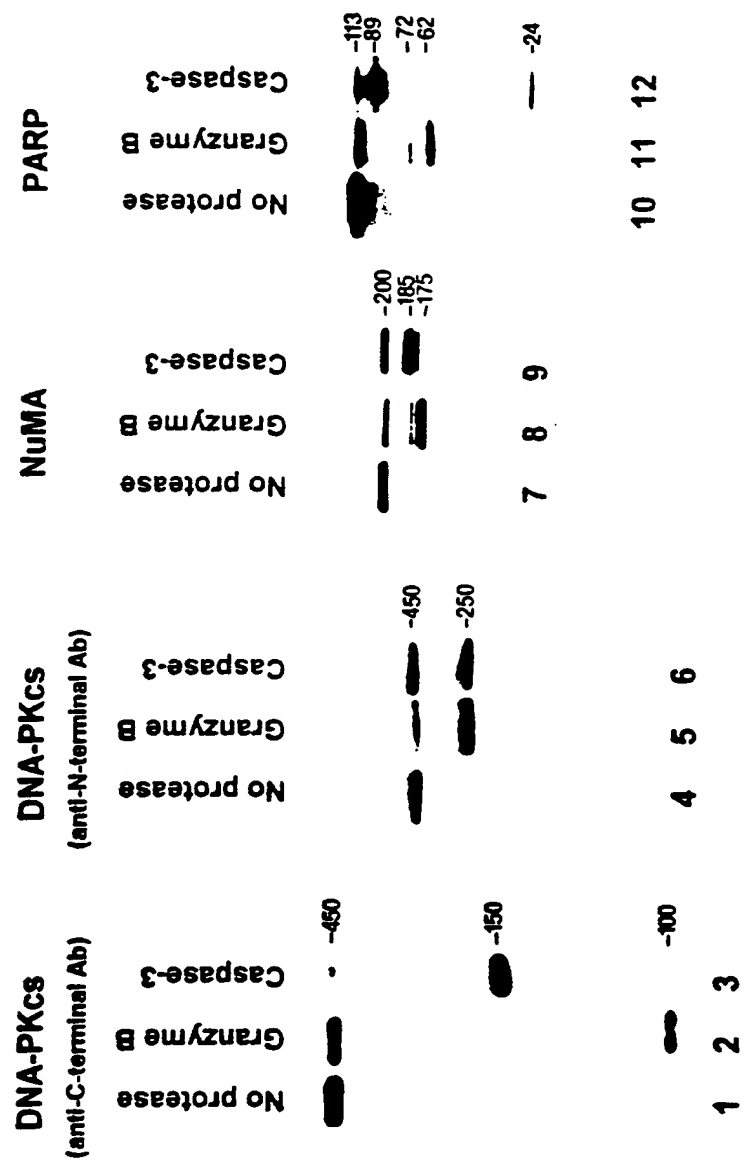 DNA-PKcs
(anti-C-terminal Ab)
No protease
Granzyme B
Caspase-3
-450
-150
-100
1 2 3
DNA-PKcs
(anti-N-terminal Ab)
No protease
Granzyme B
Caspase-3
-450
-250
4 5 6
NuMA
No protease
Granzyme B
Caspase-3
-200
-185
-175
7 8 9
PARP
No protease
Granzyme B
Caspase-3
-113
-89
-72
-62
-24
10 11 12